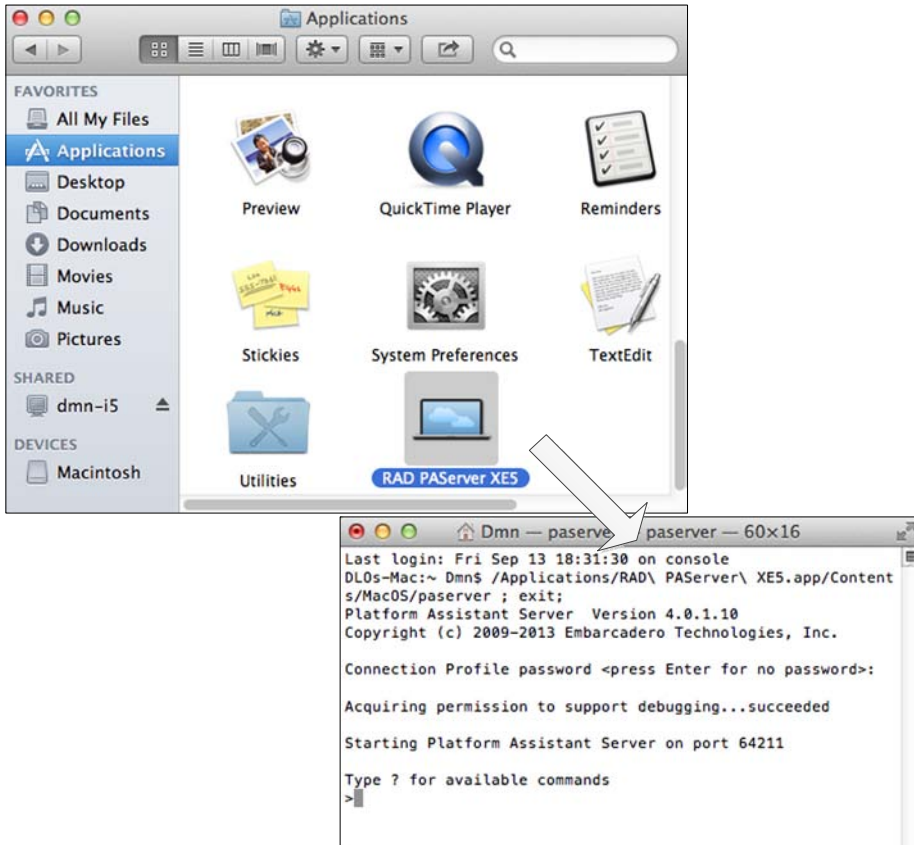 Applications
FAVORITES
All My Files
Applications
Desktop
Documents
Downloads
Movies
Music
Pictures
SHARED
dmn-i5
DEVICES
Macintosh
Preview
QuickTime Player
Reminders
Stickies
System Preferences
TextEdit
Utilities
RAD PAServer XE5
Dmn — paserve paserver — 60×16
Last login: Fri Sep 13 18:31:30 on console
DLOs-Mac:~ Dmn$ /Applications/RAD\ PAServer\ XE5.app/Content
s/MacOS/paserver ; exit;
Platform Assistant Server  Version 4.0.1.10
Copyright (c) 2009-2013 Embarcadero Technologies, Inc.
Connection Profile password <press Enter for no password>:
Acquiring permission to support debugging...succeeded
Starting Platform Assistant Server on port 64211
Type ? for available commands
>